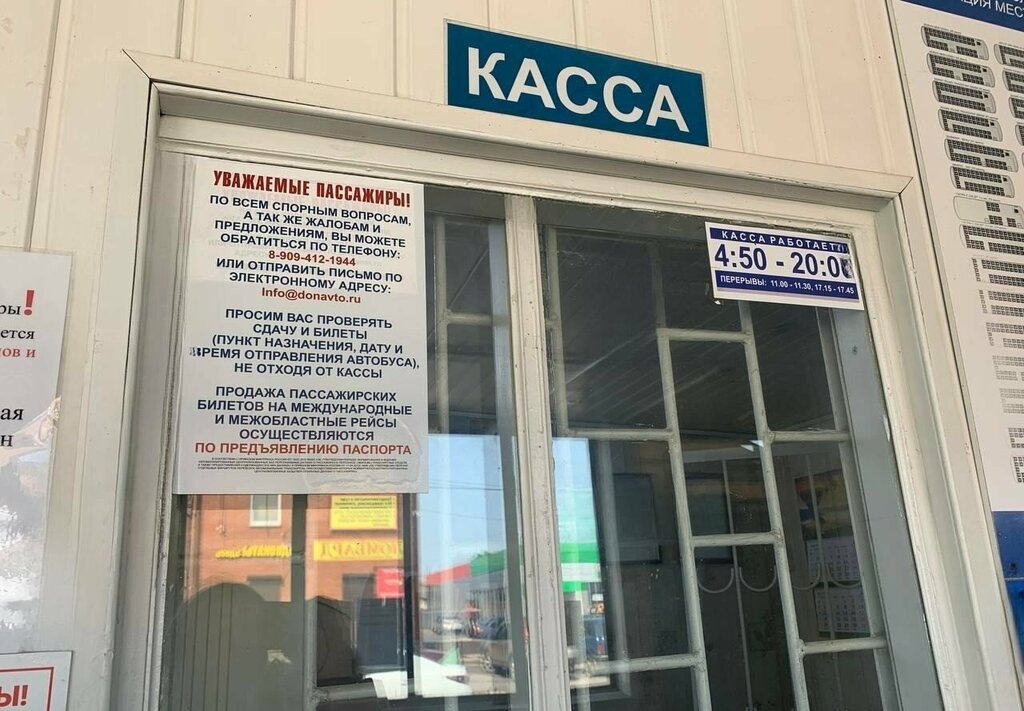 КАССА
УВАЖАЕМЫЕ ПАССАЖИРЫ!
ПО ВСЕМ СПОРНЫМ ВОПРОСАМ,
А ТАК ЖЕ ЖАЛОБАМ И
ПРЕДЛОЖЕНИЯМ, ВЫ МОЖЕТЕ
ОБРАТИТЬСЯ ПО ТЕЛЕФОНУ:
8-909-412-1944
ИЛИ ОТПРАВИТЬ ПИСЬМО ПО
ЭЛЕКТРОННОМУ АДРЕСУ:
Info@donavto.ru
ПРОСИМ ВАС ПРОВЕРЯТЬ
СДАЧУ И БИЛЕТЫ
(ПУНКТ НАЗНАЧЕНИЯ, ДАТУ И
ВРЕМЯ ОТПРАВЛЕНИЯ АВТОБУСА),
НЕ ОТХОДЯ ОТ КАССЫ
ПРОДАЖА ПАССАЖИРСКИХ
БИЛЕТОВ НА МЕЖДУНАРОДНЫЕ
И МЕЖОБЛАСТНЫЕ РЕЙСЫ
ОСУЩЕСТВЛЯЮТСЯ
ПО ПРЕДЪЯВЛЕНИЮ ПАСПОРТА
КАССА РАБОТАЕТ:
4:50 - 20:00
ПЕРЕРЫВЫ: 11.00 - 11.30, 17.15 - 17.45
ЛОМБАРД